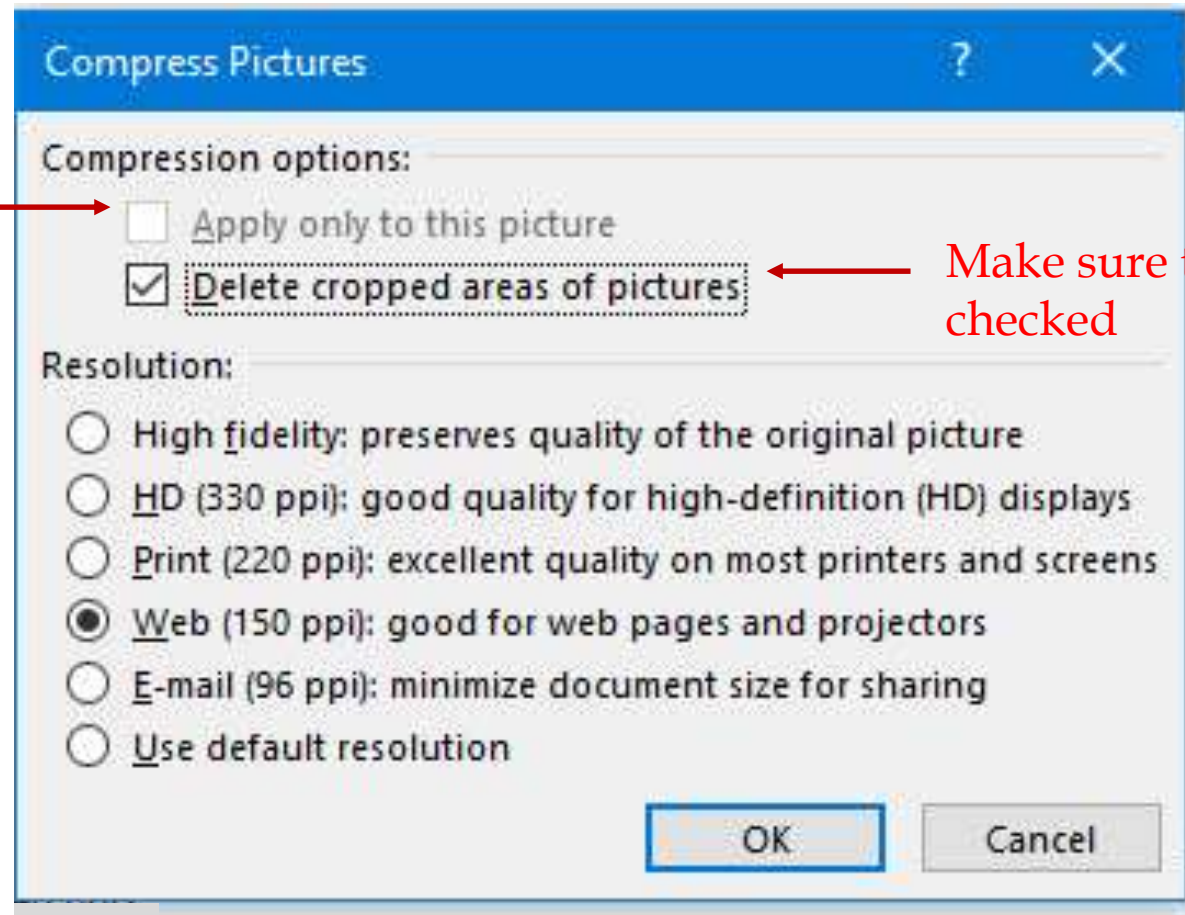 Compress Pictures ? X
Compression options:
Apply only to this picture
Delete cropped areas of pictures
Make sure
checked
Resolution:
High fidelity: preserves quality of the original picture
HD (330 ppi): good quality for high-definition (HD) displays
Print (220 ppi): excellent quality on most printers and screens
Web (150 ppi): good for web pages and projectors
E-mail (96 ppi): minimize document size for sharing
Use default resolution
OK Cancel